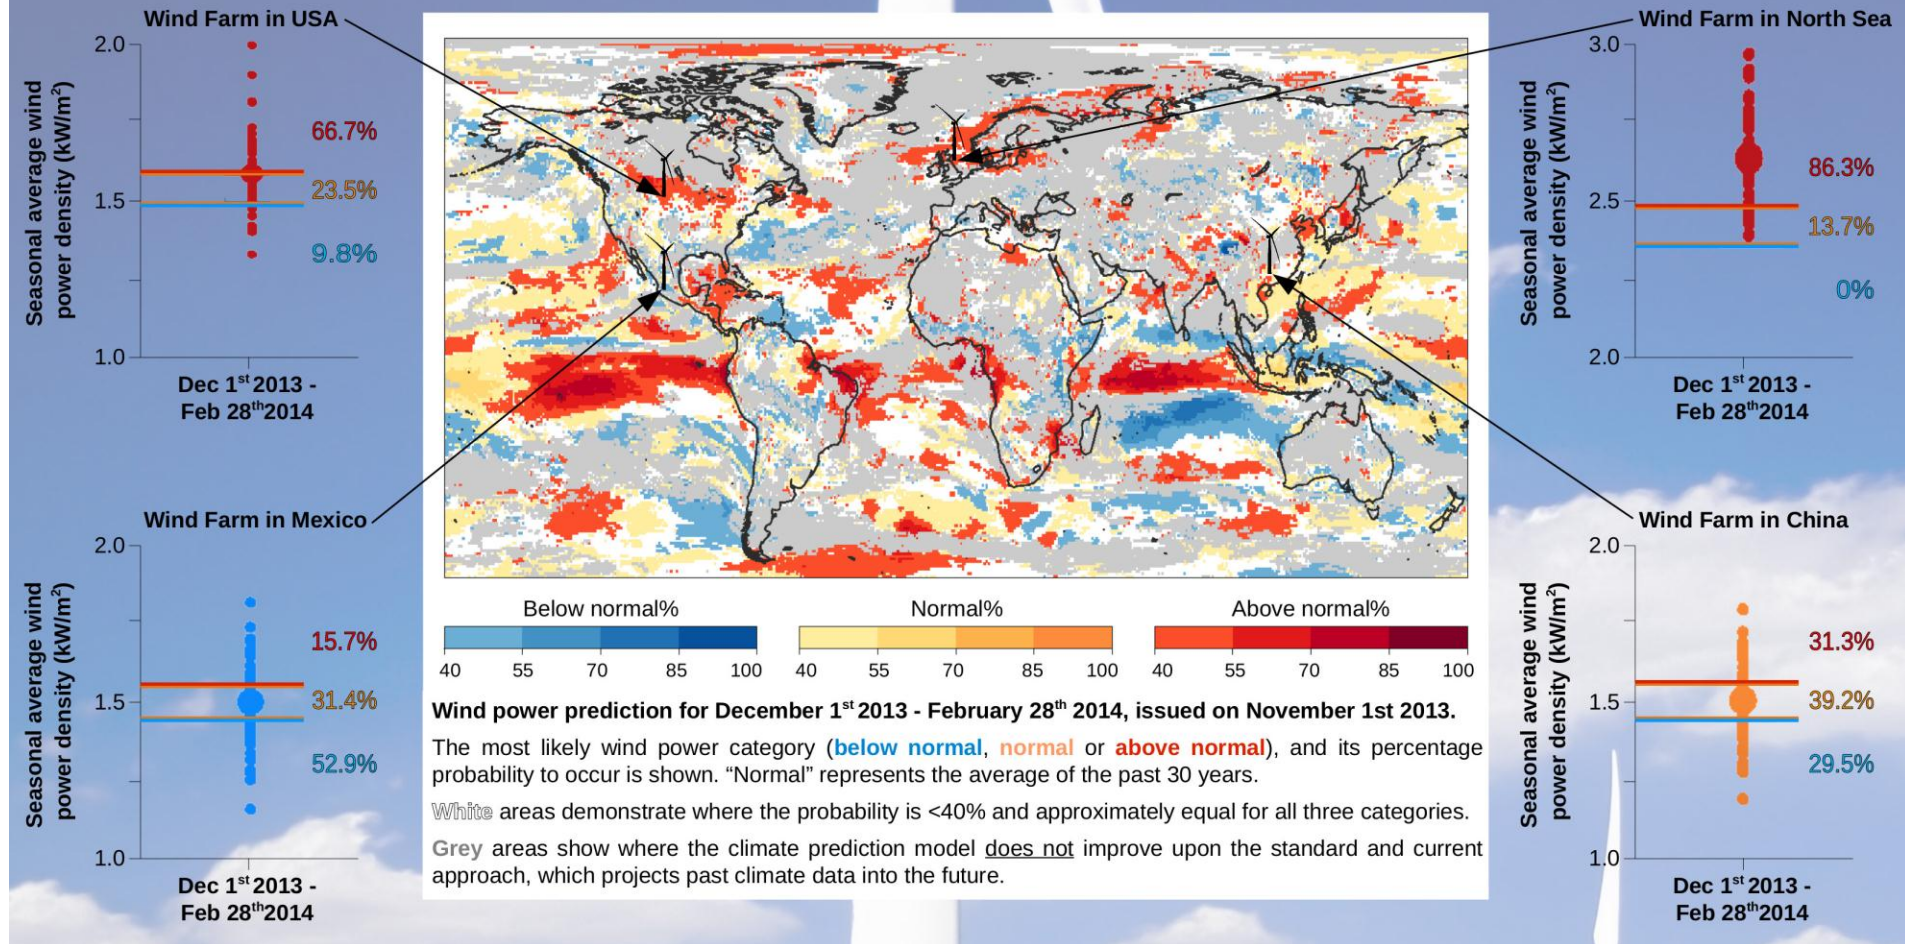 Wind Farm in USA
2.0
1.5
1.0
Seasonal average wind
power density (kW/m²)
66.7%
23.5%
9.8%
Dec 1st 2013 -
Feb 28th2014
Wind Farm in North Sea
3.0
2.5
2.0
Seasonal average wind
power density (kW/m²)
86.3%
13.7%
0%
Dec 1st 2013 -
Feb 28th2014
Wind Farm in Mexico
2.0
1.5
1.0
Seasonal average wind
power density (kW/m²)
15.7%
31.4%
52.9%
Dec 1st 2013 -
Feb 28th2014
Wind Farm in China
2.0
1.5
1.0
Seasonal average wind
power density (kW/m²)
31.3%
39.2%
29.5%
Dec 1st 2013 -
Feb 28th2014
Below normal%
40 55 70 85 100
Normal%
40 55 70 85 100
Above normal%
40 55 70 85 100
Wind power prediction for December 1st 2013 - February 28th 2014, issued on November 1st 2013.
The most likely wind power category (below normal, normal or above normal), and its percentage
probability to occur is shown. “Normal” represents the average of the past 30 years.
White areas demonstrate where the probability is <40% and approximately equal for all three categories.
Grey areas show where the climate prediction model does not improve upon the standard and current
approach, which projects past climate data into the future.